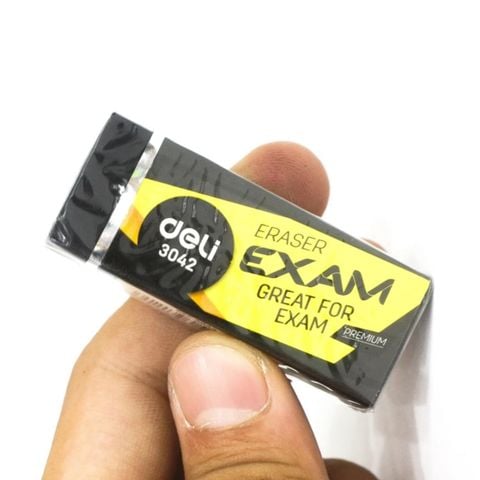 deli
3042
ERASER
EXAM
GREAT FOR
EXAM
PREMIUM